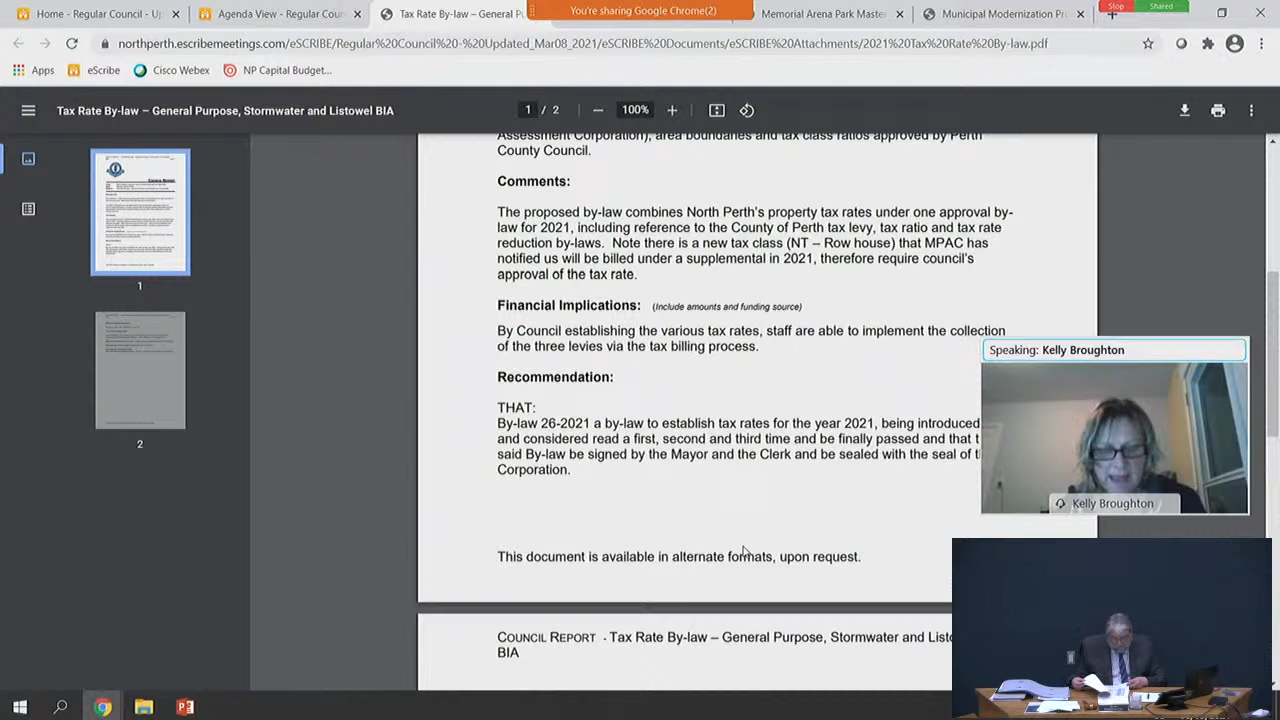 Home - Regular Council - Up
Agenda View - Regular Counc
Tax Rate By-law – General P
You're sharing Google Chrome(2)
Memorial Arena Park Master
Municipal Modernization Pro
Stop
Shared
northperth.escribemeetings.com/eSCRIBE/Regular%20Council%20-%20Updated_Mar08_2021/eSCRIBE%20Documents/eSCRIBE%20Attachments/2021%20Tax%20Rate%20By-law.pdf
Apps
eScribe
Cisco Webex
NP Capital Budget...
Tax Rate By-law – General Purpose, Stormwater and Listowel BIA
1 / 2
100%
Assessment Corporation), area boundaries and tax class ratios approved by Perth
County Council.
Comments:
The proposed by-law combines North Perth's property tax rates under one approval by-
law for 2021, including reference to the County of Perth tax levy, tax ratio and tax rate
reduction by-laws. Note there is a new tax class (NT – Row house) that MPAC has
notified us will be billed under a supplemental in 2021, therefore require council's
approval of the tax rate.
Financial Implications: (Include amounts and funding source)
By Council establishing the various tax rates, staff are able to implement the collection
of the three levies via the tax billing process.
Recommendation:
THAT:
By-law 26-2021 a by-law to establish tax rates for the year 2021, being introduced
and considered read a first, second and third time and be finally passed and that t
said By-law be signed by the Mayor and the Clerk and be sealed with the seal of t
Corporation.
This document is available in alternate formats, upon request.
COUNCIL REPORT - Tax Rate By-law – General Purpose, Stormwater and Listo
BIA
1
2
Speaking: Kelly Broughton
Kelly Broughton